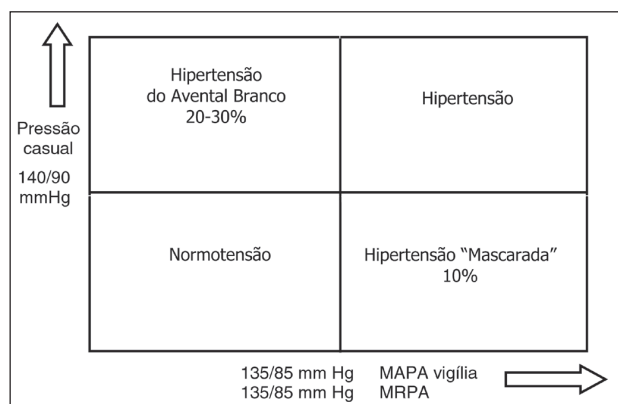 Hipertensão
do Avental Branco
20-30%
Hipertensão
Pressão
casual
140/90
mmHg
Normotensão
Hipertensão “Mascarada”
10%
135/85 mm Hg MAPA vigília
135/85 mm Hg MRPA